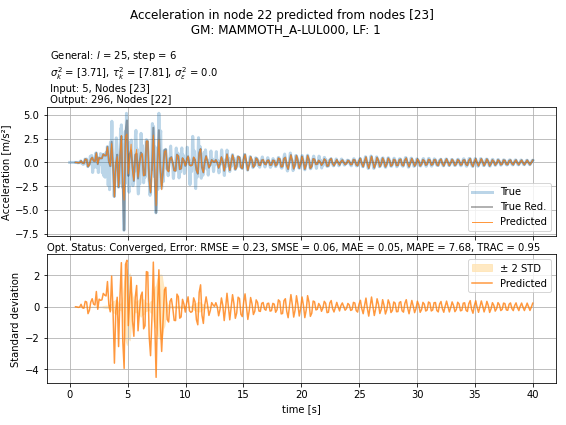 Acceleration in node 22 predicted from nodes [23]
GM: MAMMOTH_A-LUL000, LF: 1
General: l = 25, step = 6
σ²ₖ = [3.71], τ²ₖ = [7.81], σ²ε = 0.0
Input: 5, Nodes [23]
Output: 296, Nodes [22]
Acceleration [m/s²]
5.0
2.5
0.0
−2.5
−5.0
−7.5
True
True Red.
Predicted
Opt. Status: Converged, Error: RMSE = 0.23, SMSE = 0.06, MAE = 0.05, MAPE = 7.68, TRAC = 0.95
Standard deviation
2
0
−2
−4
± 2 STD
Predicted
0 5 10 15 20 25 30 35 40
time [s]